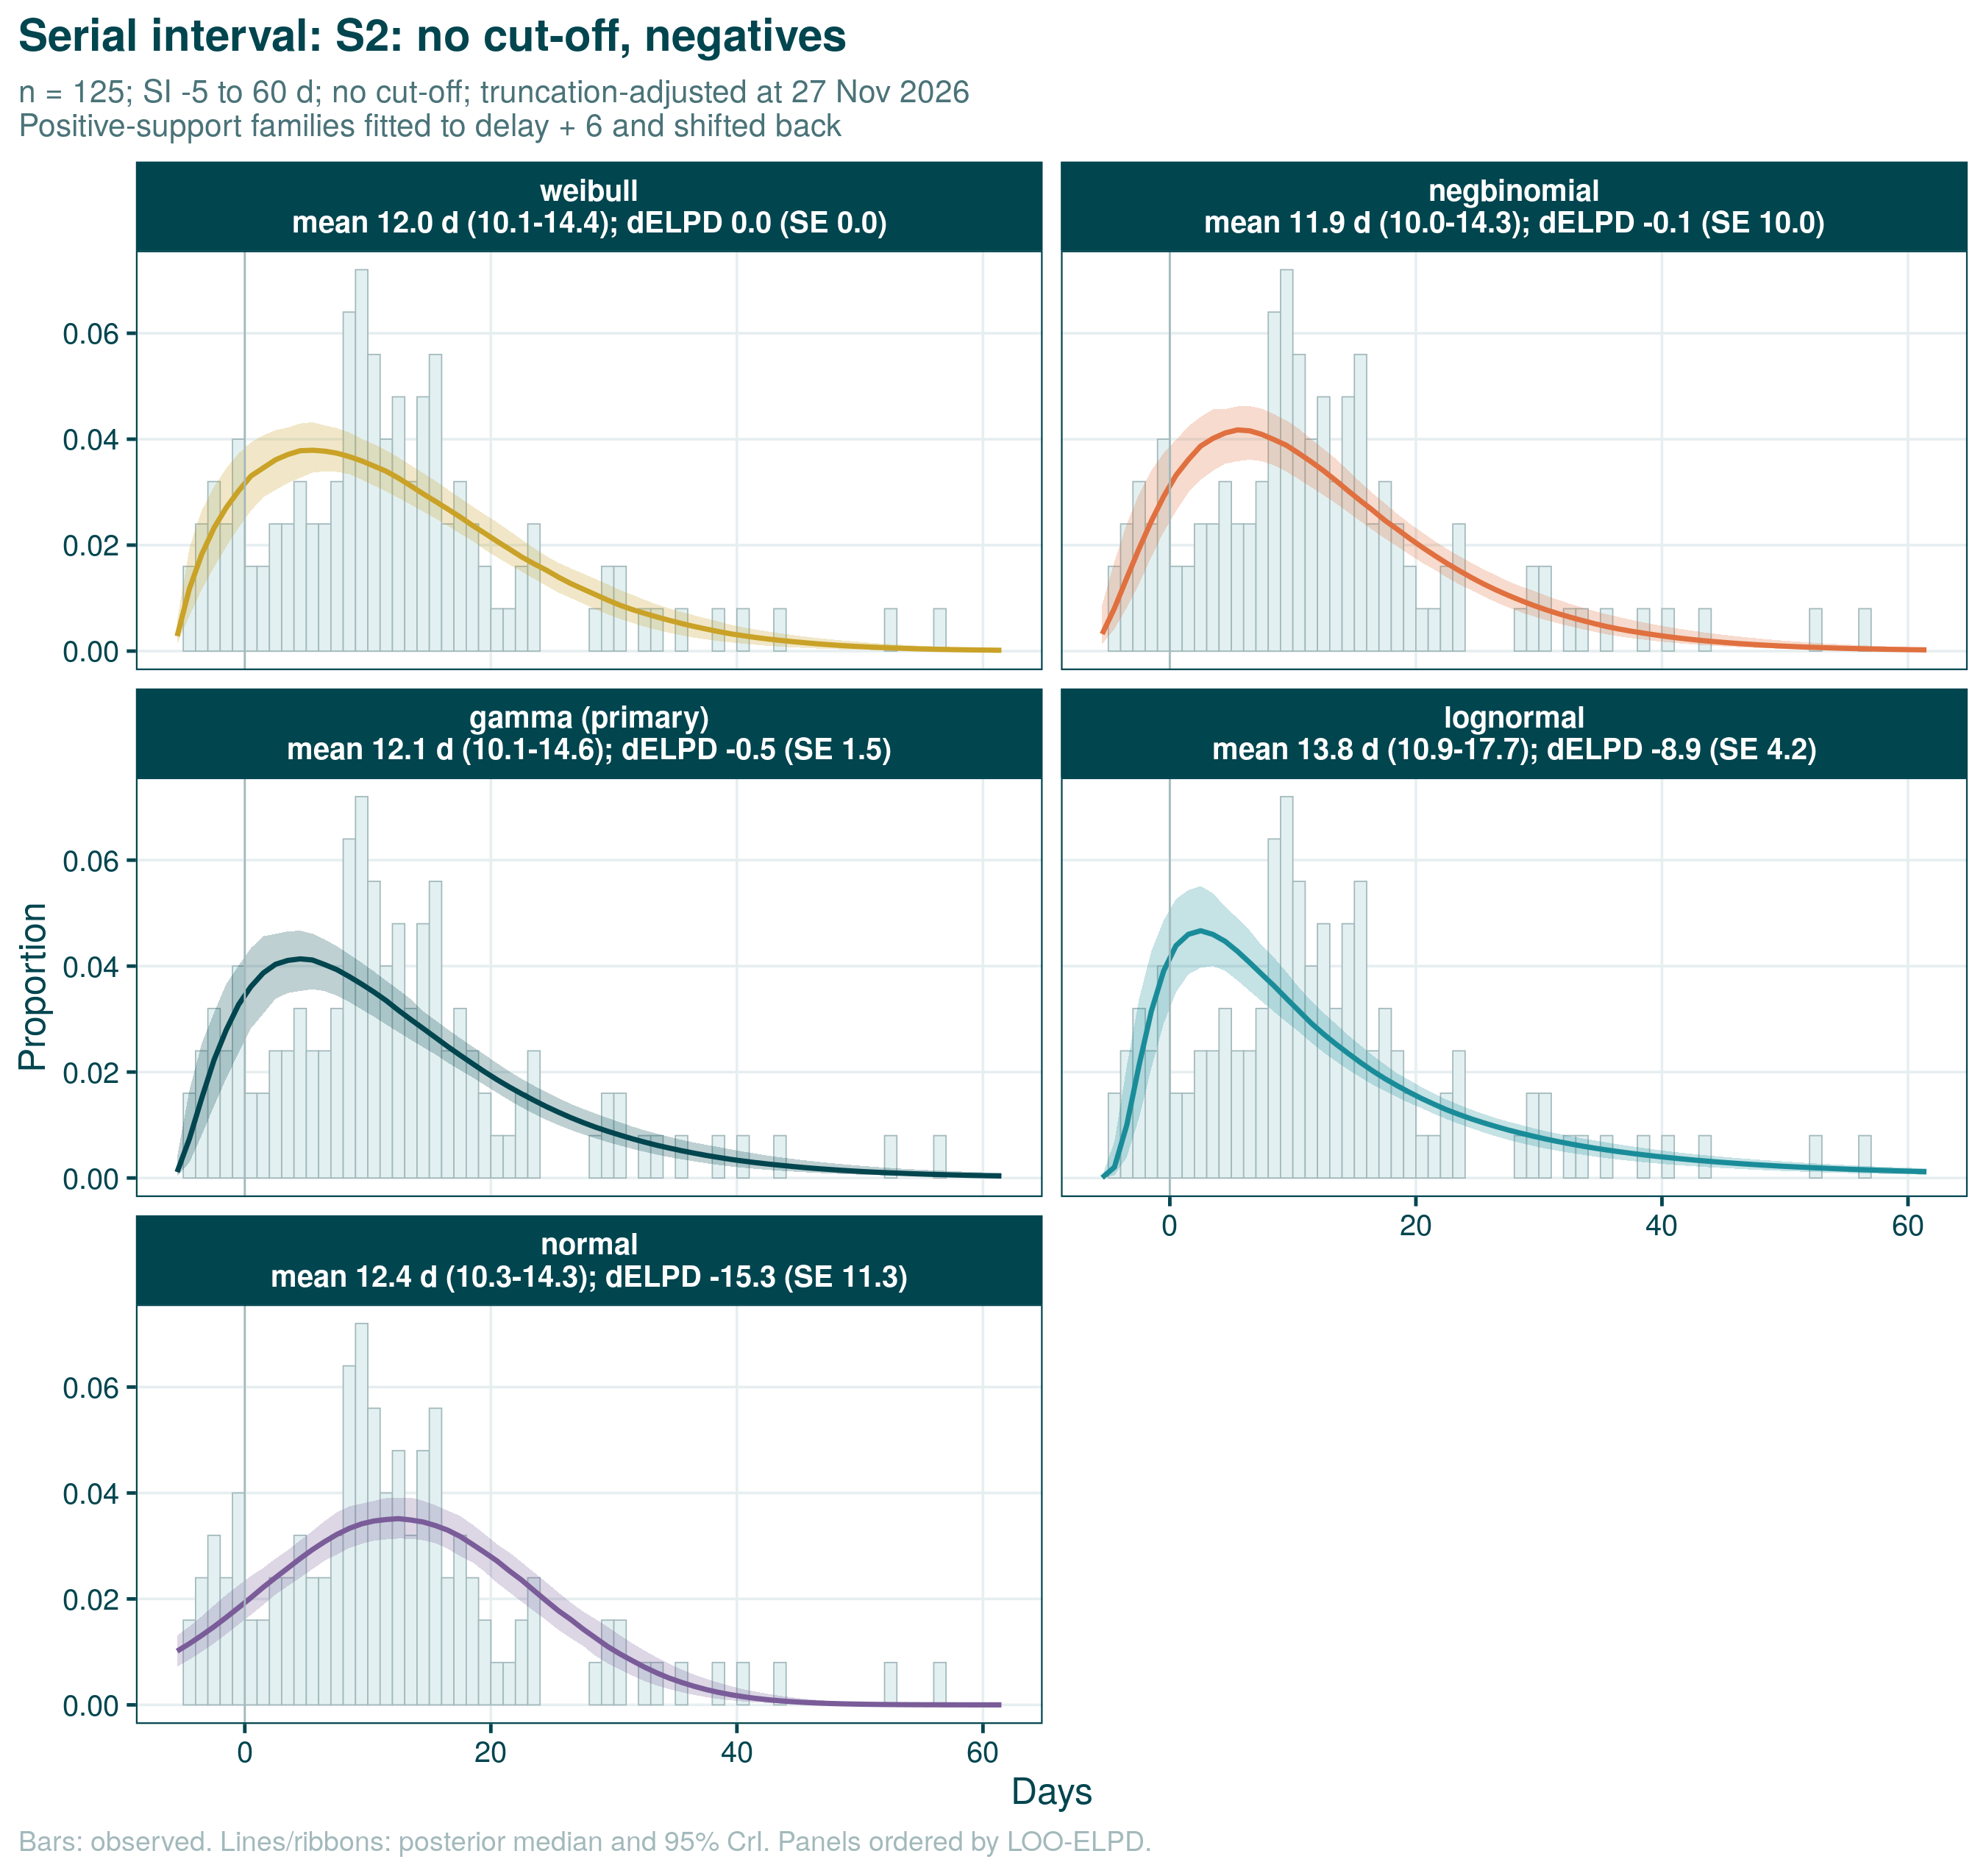 Serial interval: S2: no cut-off, negatives
n = 125; SI -5 to 60 d; no cut-off; truncation-adjusted at 27 Nov 2026
Positive-support families fitted to delay + 6 and shifted back
weibull
mean 12.0 d (10.1-14.4); dELPD 0.0 (SE 0.0)
negbinomial
mean 11.9 d (10.0-14.3); dELPD -0.1 (SE 10.0)
0.06
0.04
0.02
0.00
gamma (primary)
mean 12.1 d (10.1-14.6); dELPD -0.5 (SE 1.5)
lognormal
mean 13.8 d (10.9-17.7); dELPD -8.9 (SE 4.2)
0.06
0.04
0.02
0.00
0 20 40 60
Proportion
normal
mean 12.4 d (10.3-14.3); dELPD -15.3 (SE 11.3)
0.06
0.04
0.02
0.00
0 20 40 60
Days
Bars: observed. Lines/ribbons: posterior median and 95% CrI. Panels ordered by LOO-ELPD.